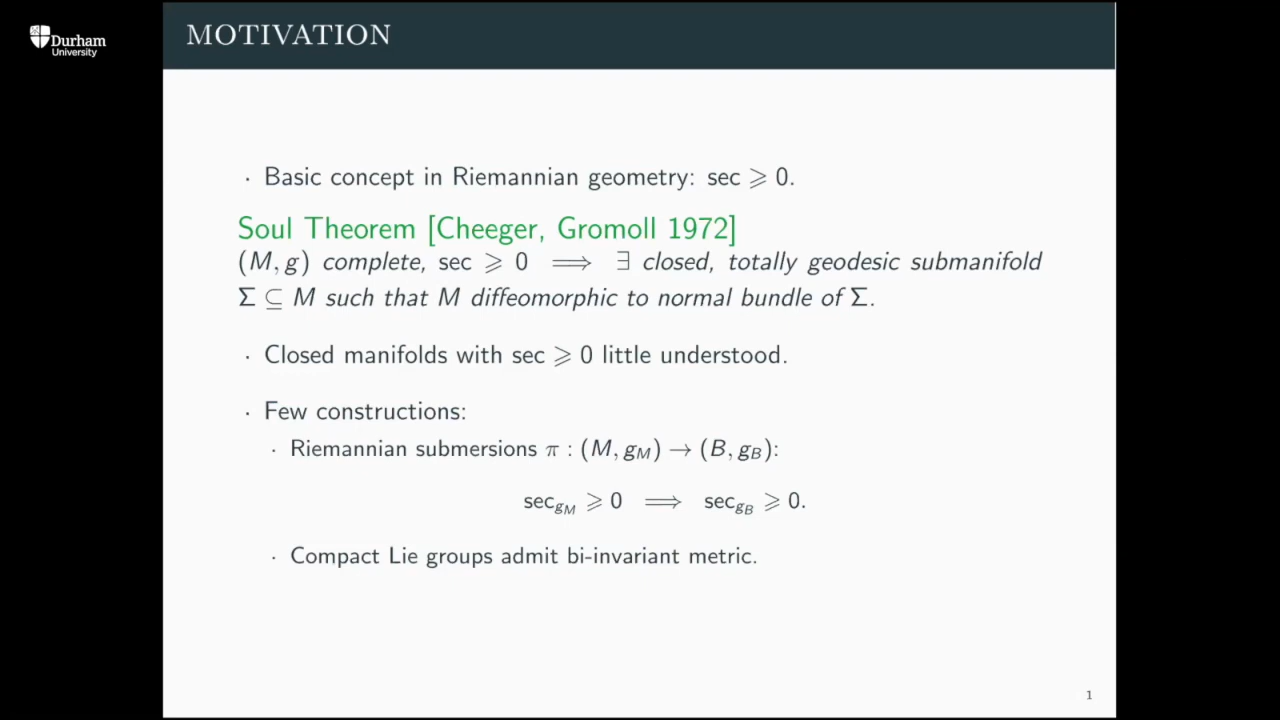 Durham
University
MOTIVATION
· Basic concept in Riemannian geometry: sec ⩾ 0.
Soul Theorem [Cheeger, Gromoll 1972]
(M, g) complete, sec ⩾ 0 ⟹ ∃ closed, totally geodesic submanifold
Σ ⊆ M such that M diffeomorphic to normal bundle of Σ.
· Closed manifolds with sec ⩾ 0 little understood.
· Few constructions:
· Riemannian submersions π : (M, g_M) → (B, g_B):
sec_{g_M} ⩾ 0 ⟹ sec_{g_B} ⩾ 0.
· Compact Lie groups admit bi-invariant metric.
1